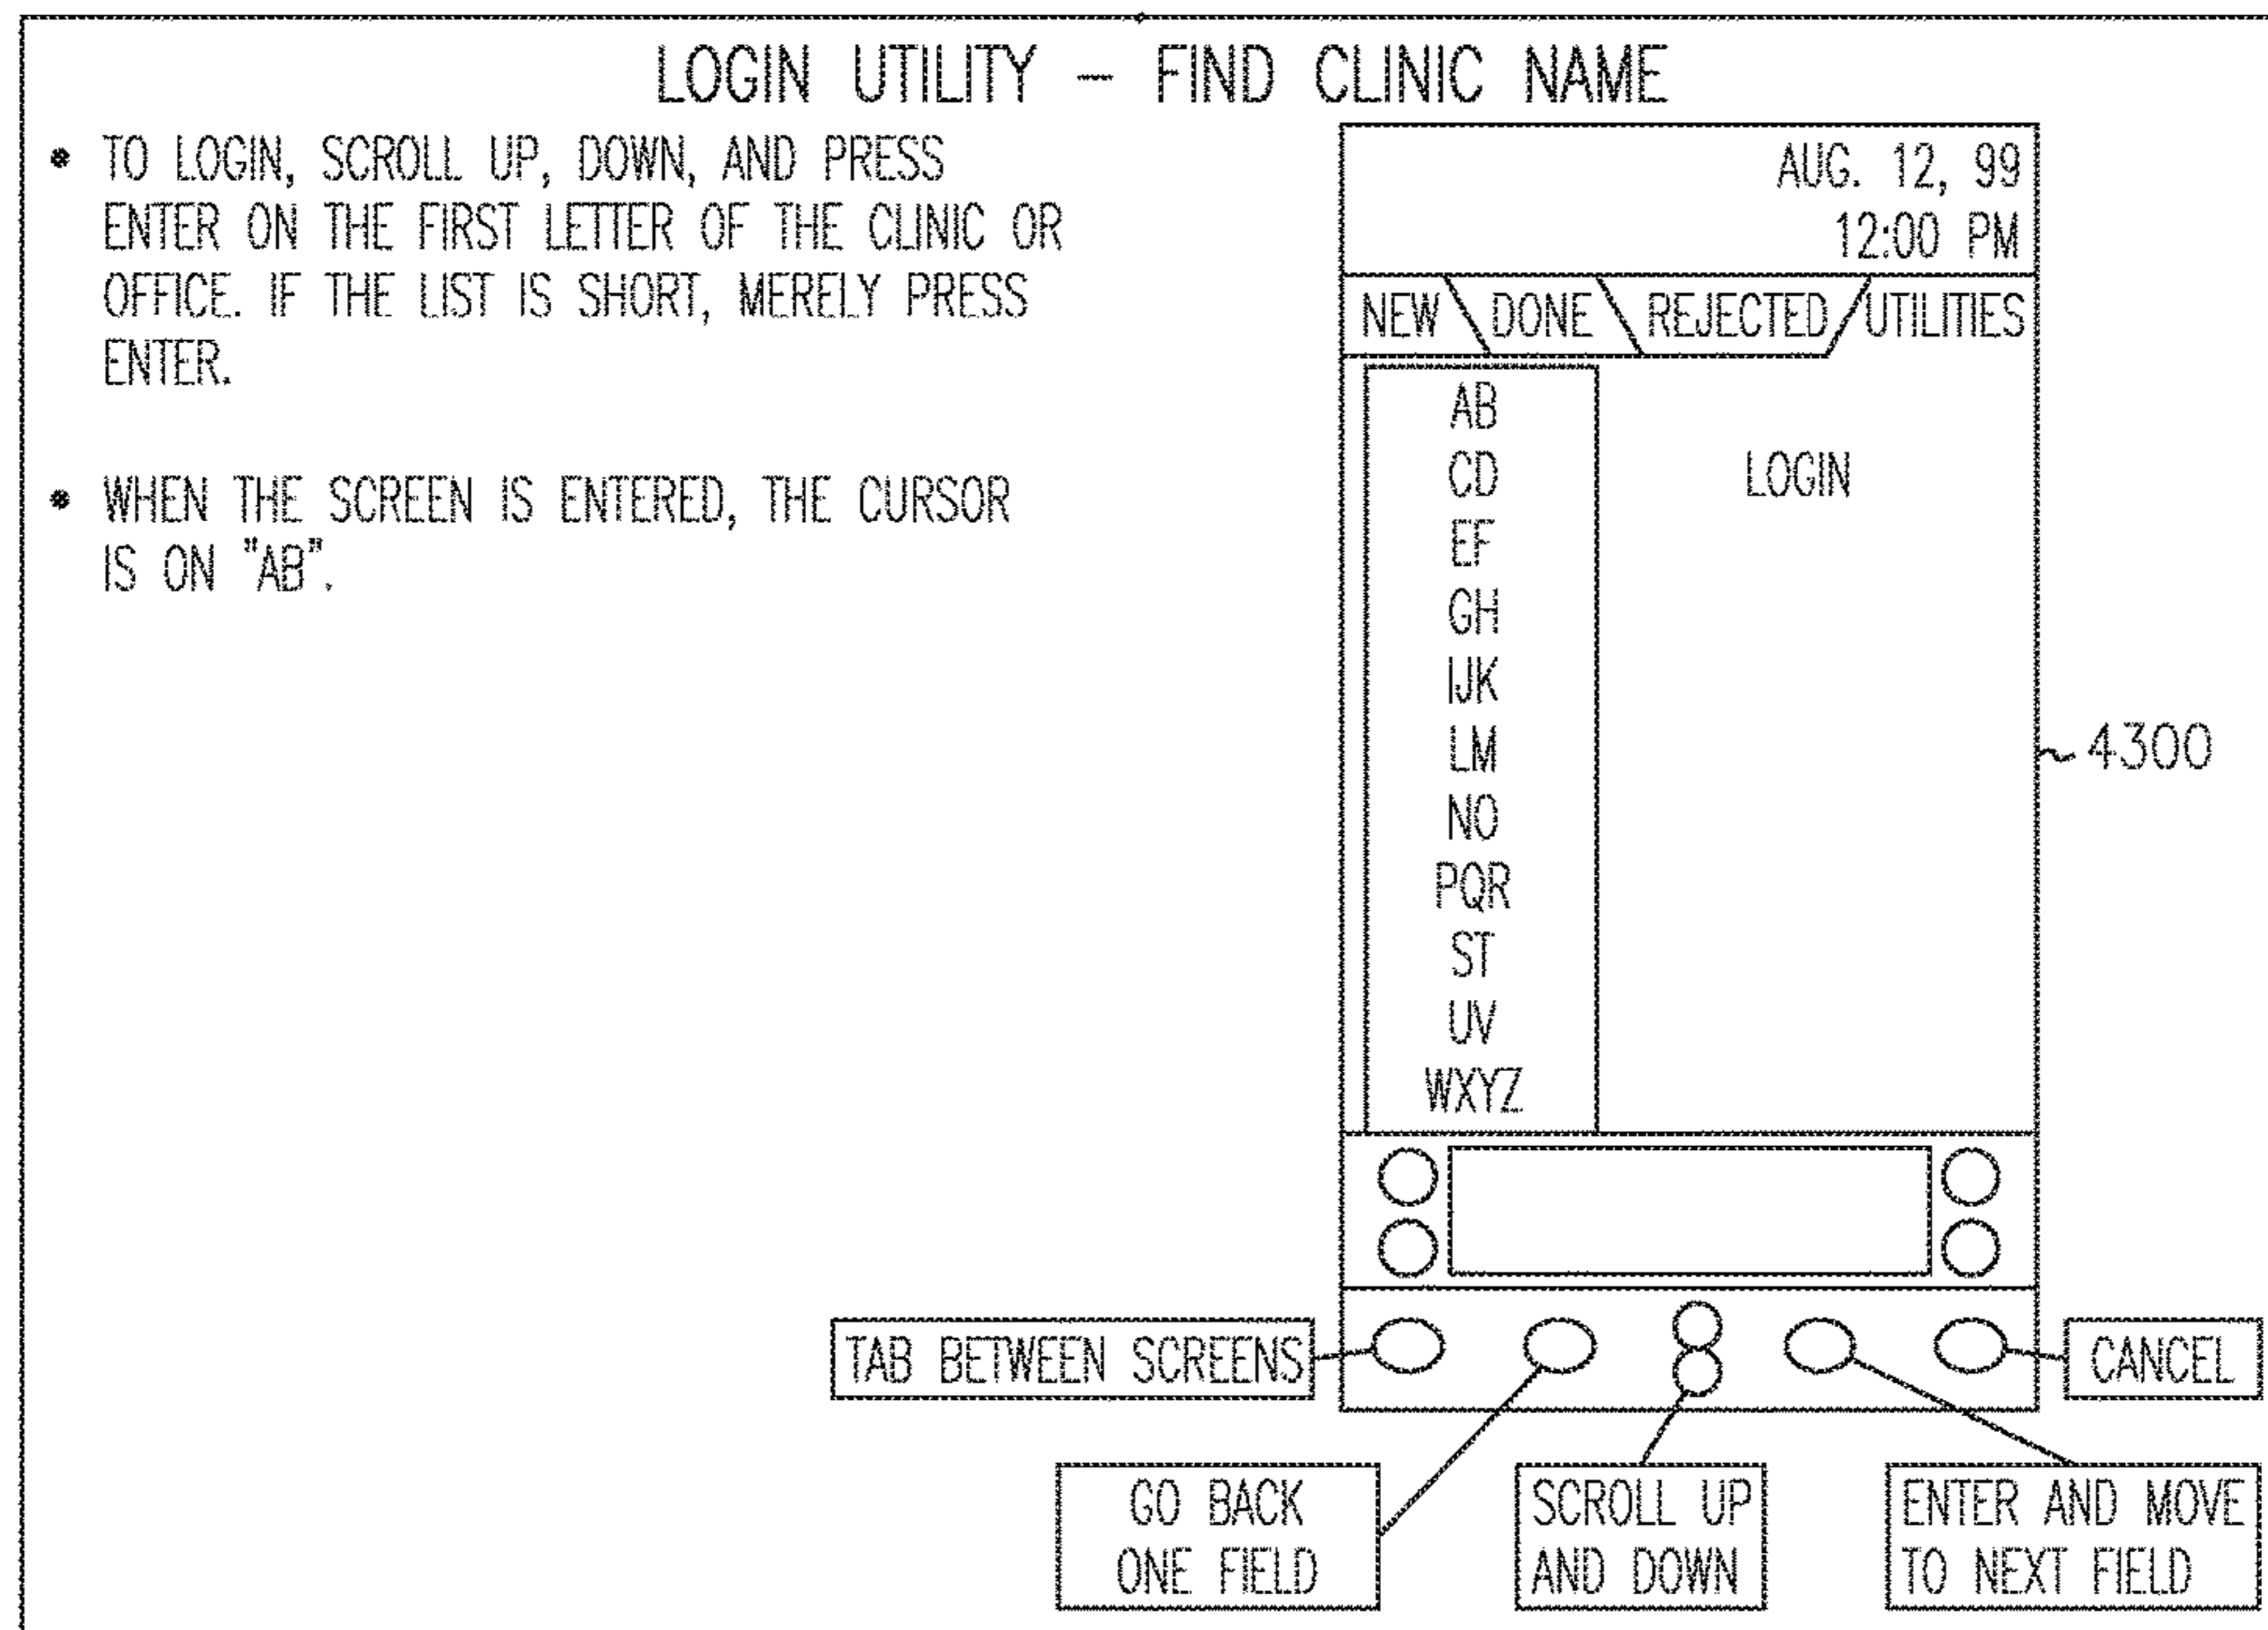 LOGIN UTILITY – FIND CLINIC NAME
• TO LOGIN, SCROLL UP, DOWN, AND PRESS
ENTER ON THE FIRST LETTER OF THE CLINIC OR
OFFICE. IF THE LIST IS SHORT, MERELY PRESS
ENTER.
• WHEN THE SCREEN IS ENTERED, THE CURSOR
IS ON "AB".
AUG. 12, 99
12:00 PM
NEW DONE REJECTED UTILITIES
AB
CD
EF
GH
IJK
LM
NO
PQR
ST
UV
WXYZ
LOGIN
4300
TAB BETWEEN SCREENS
CANCEL
GO BACK
ONE FIELD
SCROLL UP
AND DOWN
ENTER AND MOVE
TO NEXT FIELD